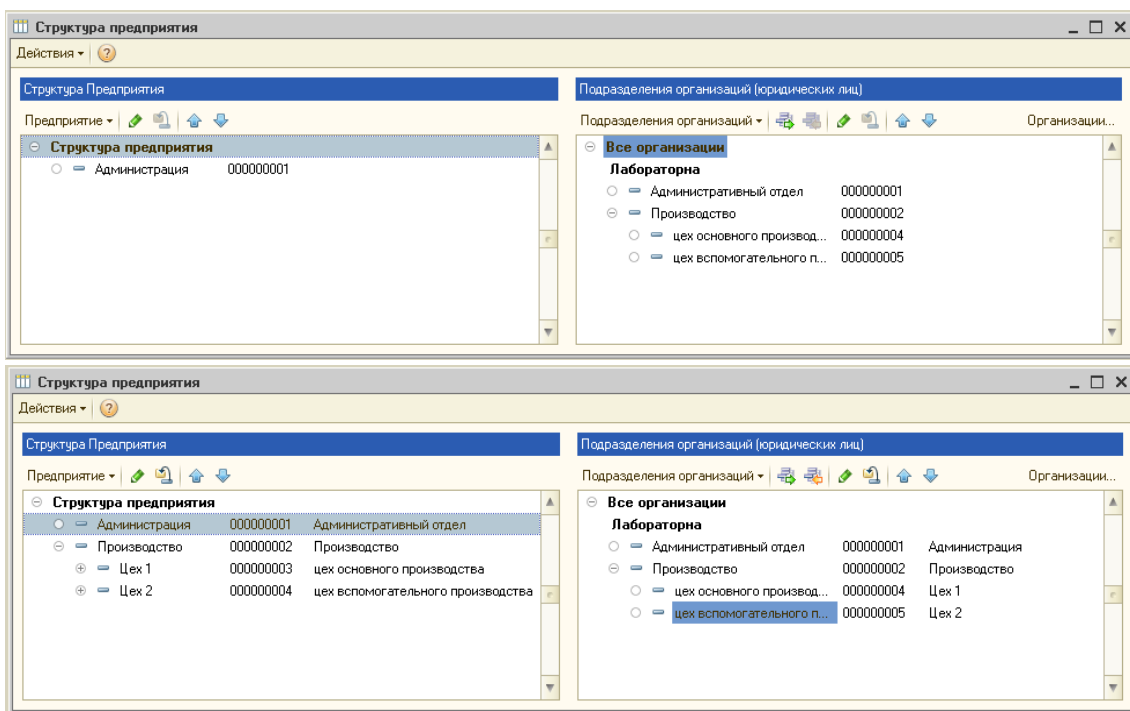 Структура предприятия
Действия
Структура Предприятия
Предприятие
Структура предприятия
Администрация 000000001
Подразделения организаций (юридических лиц)
Подразделения организаций Организации...
Все организации
Лабораторна
Административный отдел 000000001
Производство 000000002
цех основного производ... 000000004
цех вспомогательного п... 000000005
Структура предприятия
Действия
Структура Предприятия
Предприятие
Структура предприятия
Администрация 000000001 Административный отдел
Производство 000000002 Производство
Цех 1 000000003 цех основного производства
Цех 2 000000004 цех вспомогательного производства
Подразделения организаций (юридических лиц)
Подразделения организаций Организации...
Все организации
Лабораторна
Административный отдел 000000001 Администрация
Производство 000000002 Производство
цех основного производ... 000000004 Цех 1
цех вспомогательного п... 000000005 Цех 2